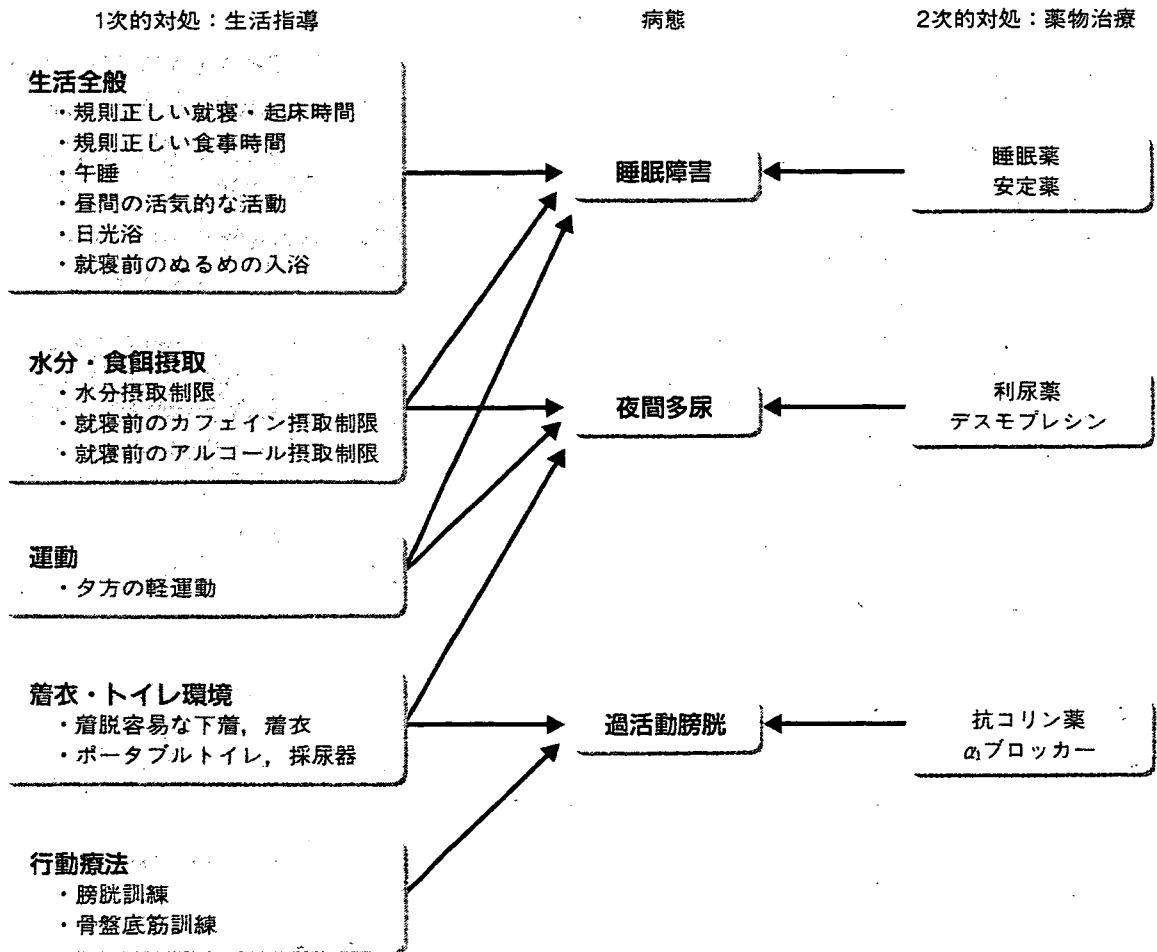 1次的対処：生活指導
病態
2次的対処：薬物治療
生活全般
・規則正しい就寝・起床時間
・規則正しい食事時間
・午睡
・昼間の活気的な活動
・日光浴
・就寝前のぬるめの入浴
水分・食餌摂取
・水分摂取制限
・就寝前のカフェイン摂取制限
・就寝前のアルコール摂取制限
運動
・夕方の軽運動
着衣・トイレ環境
・着脱容易な下着，着衣
・ポータブルトイレ，採尿器
行動療法
・膀胱訓練
・骨盤底筋訓練
睡眠障害
夜間多尿
過活動膀胱
睡眠薬
安定薬
利尿薬
デスモプレシン
抗コリン薬
α₁ブロッカー